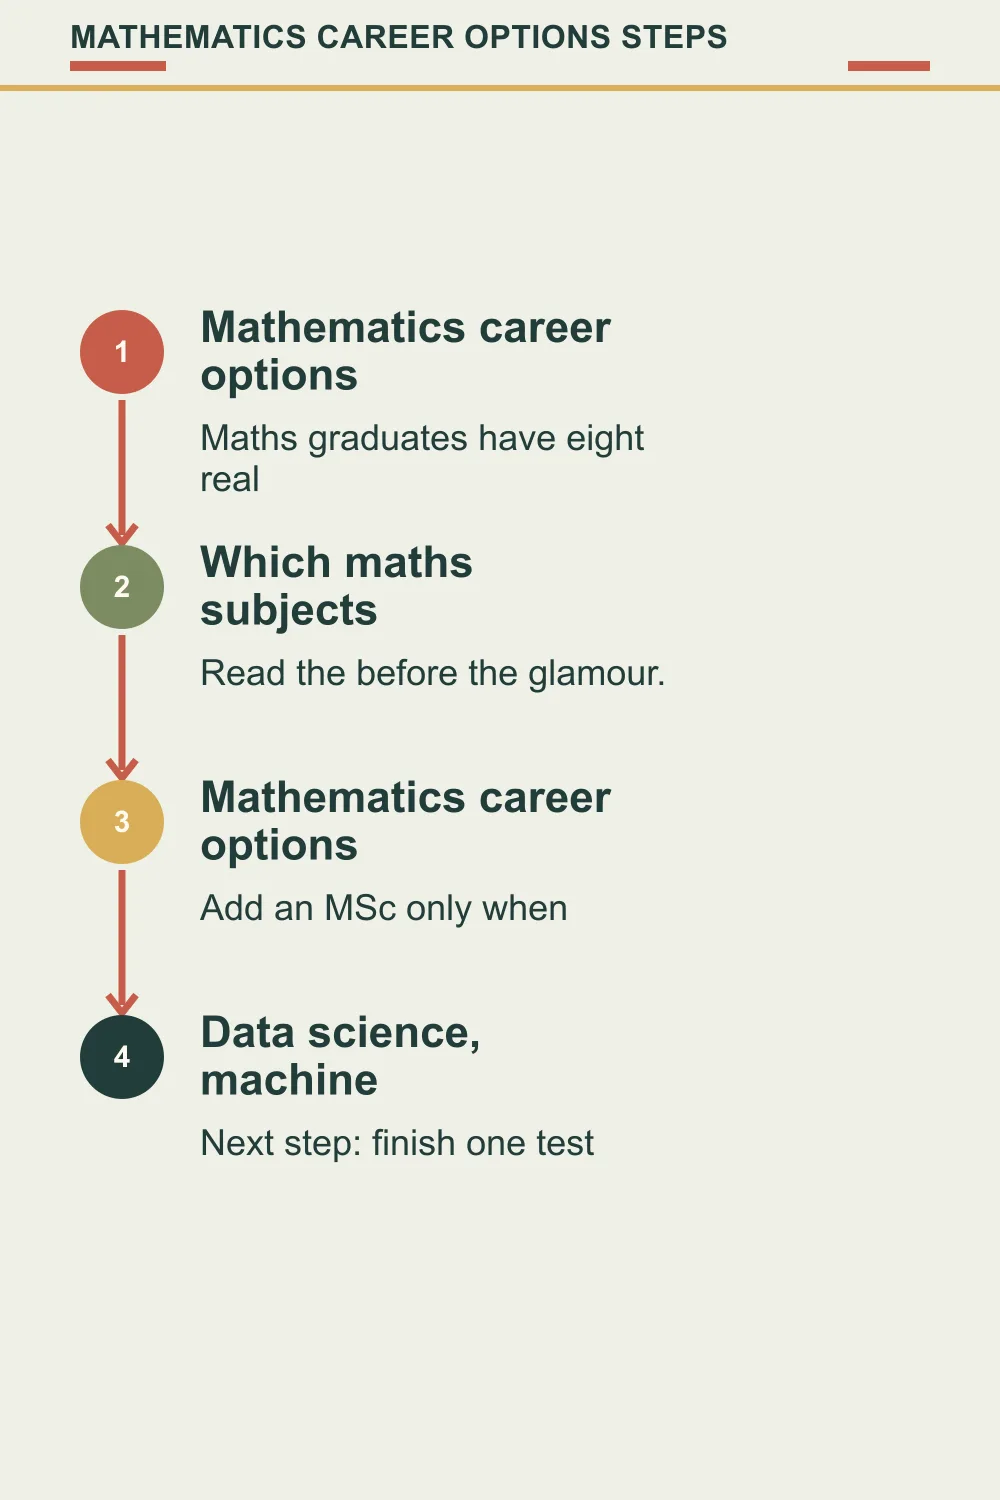 MATHEMATICS CAREER OPTIONS STEPS
1
Mathematics career
options
Maths graduates have eight
real
2
Which maths
subjects
Read the before the glamour.
3
Mathematics career
options
Add an MSc only when
4
Data science,
machine
Next step: finish one test